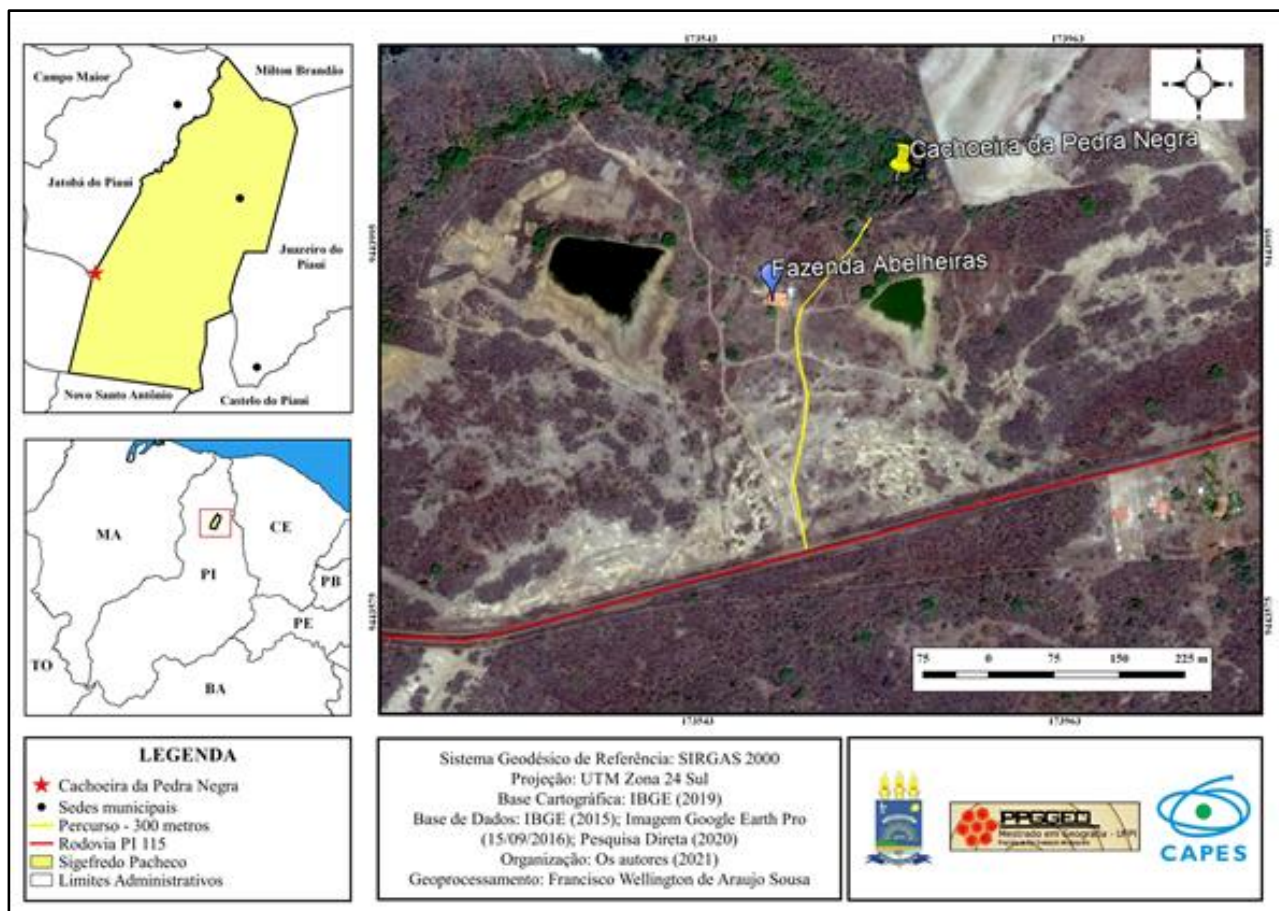 Campo Maior
Milton Brandão
Jatobá do Piauí
Juazeiro do
Piauí
Novo Santo Antônio
Castelo do Piauí
MA
CE
PI
PB
PE
TO
BA
173543
173963
Cachoeira da Pedra Negra
Fazenda Abelheiras
75 0 75 150 225 m
173543
173963
LEGENDA
Cachoeira da Pedra Negra
Sedes municipais
Percurso - 300 metros
Rodovia PI 115
Sigefredo Pacheco
Limites Administrativos
Sistema Geodésico de Referência: SIRGAS 2000
Projeção: UTM Zona 24 Sul
Base Cartográfica: IBGE (2019)
Base de Dados: IBGE (2015); Imagem Google Earth Pro
(15/09/2016); Pesquisa Direta (2020)
Organização: Os autores (2021)
Geoprocessamento: Francisco Wellington de Araujo Sousa
PPGGEO
Mestrado em Geografia - UFPI
CAPES